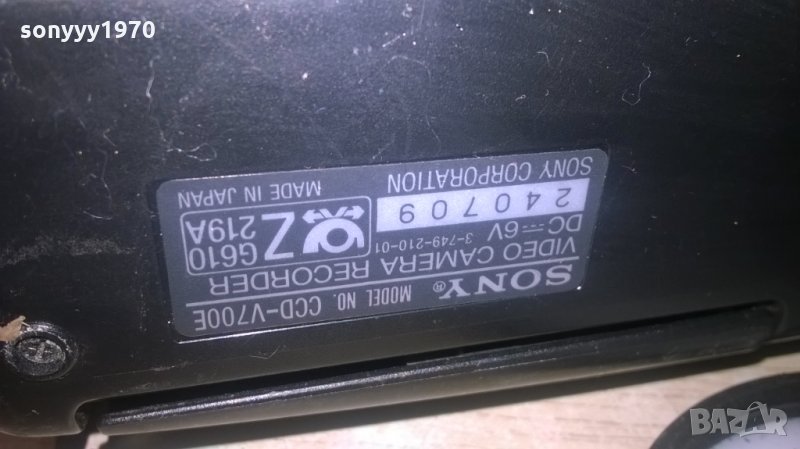 sonyyy1970
SONY® MODEL NO. CCD-V700E
VIDEO CAMERA RECORDER
DC⎓6V 3-749-210-01
240709
SONY CORPORATION
G610
Z 219A
MADE IN JAPAN
BAZAR